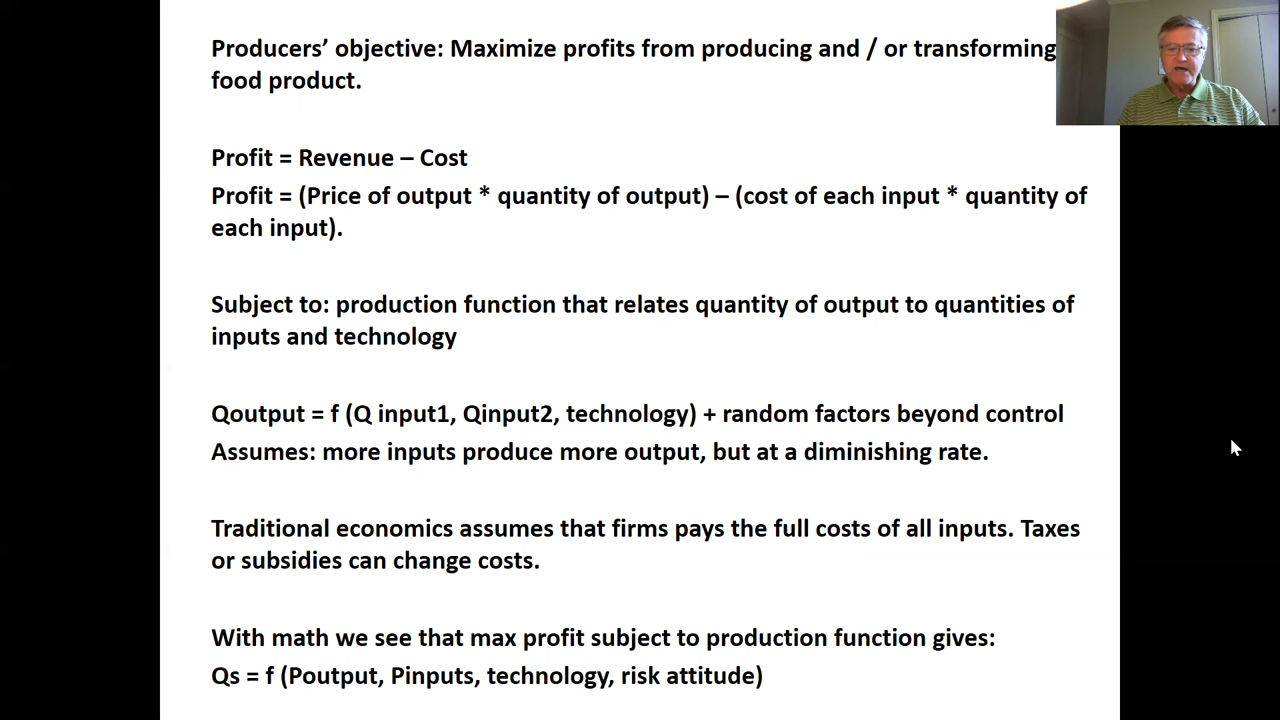 Producers’ objective: Maximize profits from producing and / or transforming
food product.
Profit = Revenue – Cost
Profit = (Price of output * quantity of output) – (cost of each input * quantity of
each input).
Subject to: production function that relates quantity of output to quantities of
inputs and technology
Qoutput = f (Q input1, Qinput2, technology) + random factors beyond control
Assumes: more inputs produce more output, but at a diminishing rate.
Traditional economics assumes that firms pays the full costs of all inputs. Taxes
or subsidies can change costs.
With math we see that max profit subject to production function gives:
Qs = f (Poutput, Pinputs, technology, risk attitude)